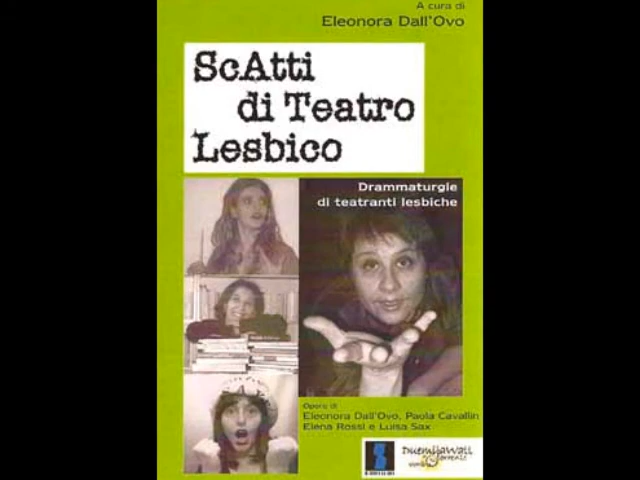 A cura di
Eleonora Dall'Ovo
ScAtti
di Teatro
Lesbico
Drammaturgie
di teatranti lesbiche
Opere di
Eleonora Dall'Ovo, Paola Cavallin
Elena Rossi e Luisa Sax